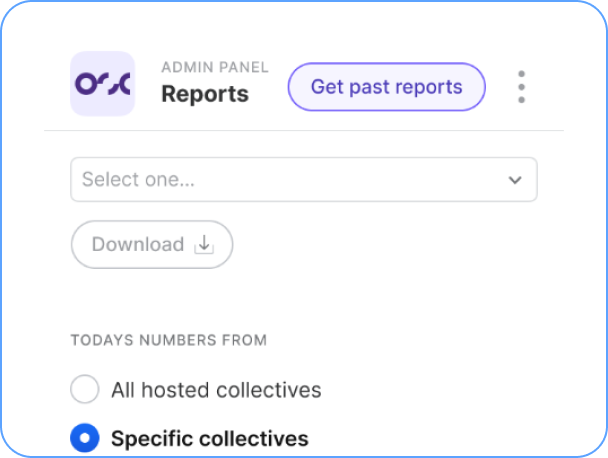 ADMIN PANEL
Reports
Get past reports
Select one...
Download
TODAYS NUMBERS FROM
All hosted collectives
Specific collectives